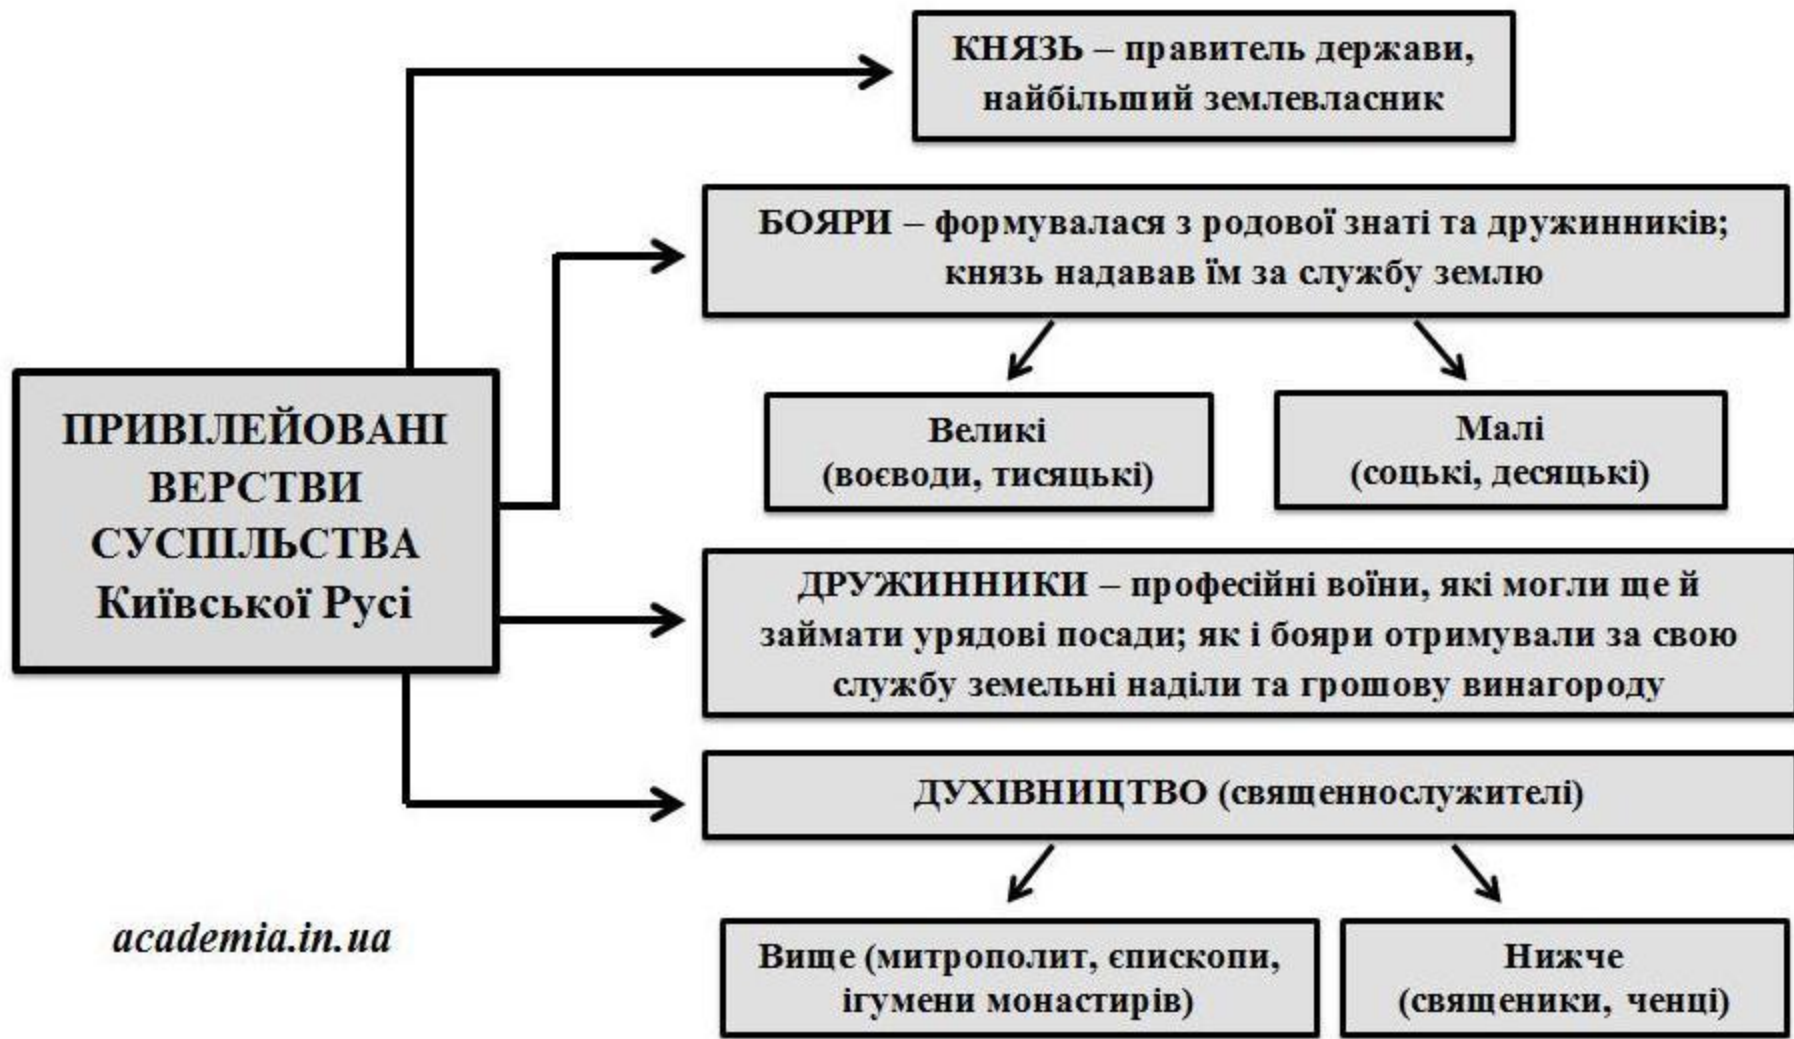 КНЯЗЬ – правитель держави,
найбільший землевласник
БОЯРИ – формувалася з родової знаті та дружинників;
князь надавав їм за службу землю
ПРИВІЛЕЙОВАНІ
ВЕРСТВИ
СУСПІЛЬСТВА
Київської Русі
Великі
(воєводи, тисяцькі)
Малі
(соцькі, десяцькі)
ДРУЖИННИКИ – професійні воїни, які могли ще й
займати урядові посади; як і бояри отримували за свою
службу земельні наділи та грошову винагороду
ДУХІВНИЦТВО (священнослужителі)
Вище (митрополит, єпископи,
ігумени монастирів)
Нижче
(священики, ченці)
academia.in.ua